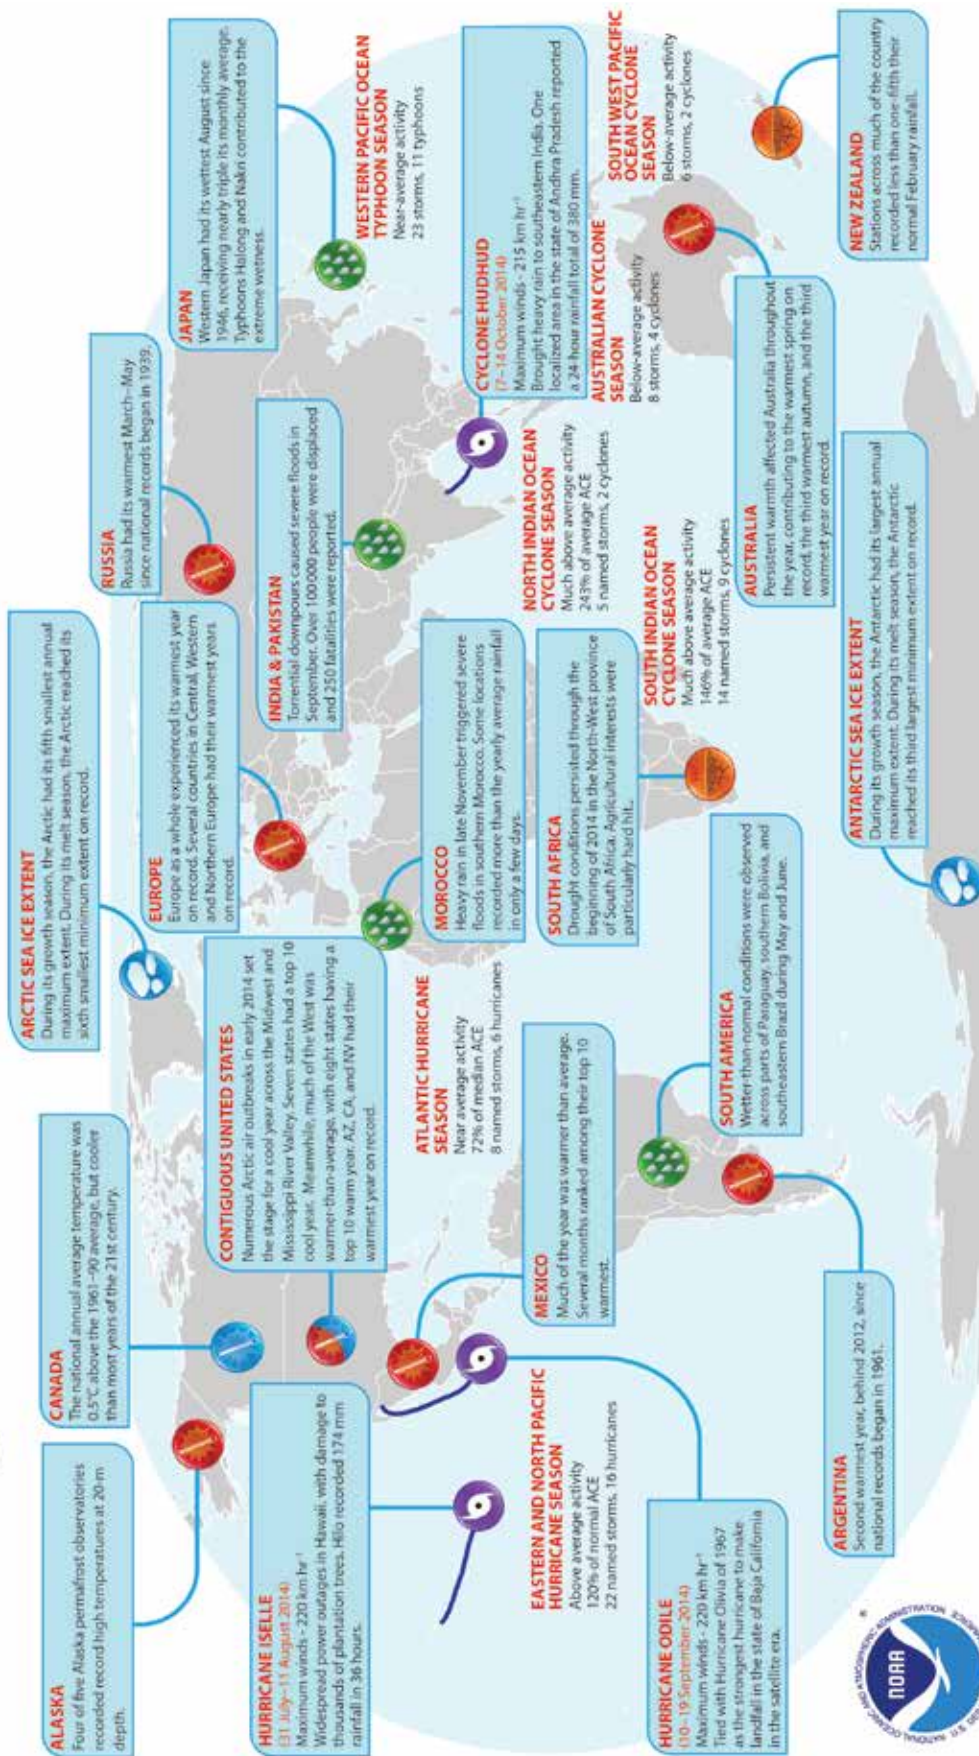 ALASKA
Four of five Alaska permafrost observatories
recorded record high temperatures at 20-m
depth.
CANADA
The national annual average temperature was
0.5°C above the 1961–90 average, but cooler
than most years of the 21st century.
ARCTIC SEA ICE EXTENT
During its growth season, the Arctic had its fifth smallest annual
maximum extent. During its melt season, the Arctic reached its
sixth smallest minimum extent on record.
RUSSIA
Russia had its warmest March–May
since national records began in 1939.
JAPAN
Western Japan had its wettest August since
1946, receiving nearly triple its monthly average.
Typhoons Halong and Nakri contributed to the
extreme wetness.
EUROPE
Europe as a whole experienced its warmest year
on record. Several countries in Central, Western
and Northern Europe had their warmest years
on record.
CONTIGUOUS UNITED STATES
Numerous Arctic air outbreaks in early 2014 set
the stage for a cool year across the Midwest and
Mississippi River Valley. Seven states had a top 10
cool year. Meanwhile, much of the West was
warmer-than-average, with eight states having a
top 10 warm year. AZ, CA, and NV had their
warmest year on record.
HURRICANE ISELLE
(31 July–11 August 2014)
Maximum winds - 220 km hr⁻¹
Widespread power outages in Hawaii, with damage to
thousands of plantation trees. Hilo recorded 174 mm
rainfall in 36 hours.
INDIA & PAKISTAN
Torrential downpours caused severe floods in
September. Over 100 000 people were displaced
and 250 fatalities were reported.
WESTERN PACIFIC OCEAN
TYPHOON SEASON
Near-average activity
23 storms, 11 typhoons
MOROCCO
Heavy rain in late November triggered severe
floods in southern Morocco. Some locations
recorded more than the yearly average rainfall
in only a few days.
ATLANTIC HURRICANE
SEASON
Near average activity
72% of median ACE
8 named storms, 6 hurricanes
CYCLONE HUDHUD
(7–14 October 2014)
Maximum winds - 215 km hr⁻¹
Brought heavy rain to southeastern India. One
localized area in the state of Andhra Pradesh reported
a 24-hour rainfall total of 380 mm.
NORTH INDIAN OCEAN
CYCLONE SEASON
Much above average activity
243% of average ACE
5 named storms, 2 cyclones
MEXICO
Much of the year was warmer than average.
Several months ranked among their top 10
warmest.
EASTERN AND NORTH PACIFIC
HURRICANE SEASON
Above average activity
120% of normal ACE
22 named storms, 16 hurricanes
SOUTH AFRICA
Drought conditions persisted through the
begining of 2014 in the North-West province
of South Africa. Agricultural interests were
particularly hard hit.
AUSTRALIAN CYCLONE
SEASON
Below-average activity
8 storms, 4 cyclones
SOUTH WEST PACIFIC
OCEAN CYCLONE
SEASON
Below-average activity
6 storms, 2 cyclones
SOUTH INDIAN OCEAN
CYCLONE SEASON
Much above average activity
146% of average ACE
14 named storms, 9 cyclones
HURRICANE ODILE
(10–19 September 2014)
Maximum winds - 220 km hr⁻¹
Tied with Hurricane Olivia of 1967
as the strongest hurricane to make
landfall in the state of Baja California
in the satellite era.
SOUTH AMERICA
Wetter-than-normal conditions were observed
across parts of Paraguay, southern Bolivia, and
southeastern Brazil during May and June.
AUSTRALIA
Persistent warmth affected Australia throughout
the year, contributing to the warmest spring on
record, the third warmest autumn, and the third
warmest year on record.
ARGENTINA
Second warmest year, behind 2012, since
national records began in 1961.
ANTARCTIC SEA ICE EXTENT
During its growth season, the Antarctic had its largest annual
maximum extent. During its melt season, the Antarctic
reached its third largest minimum extent on record.
NEW ZEALAND
Stations across much of the country
recorded less than one-fifth their
normal February rainfall.
NATIONAL OCEANIC AND ATMOSPHERIC ADMINISTRATION
NOAA